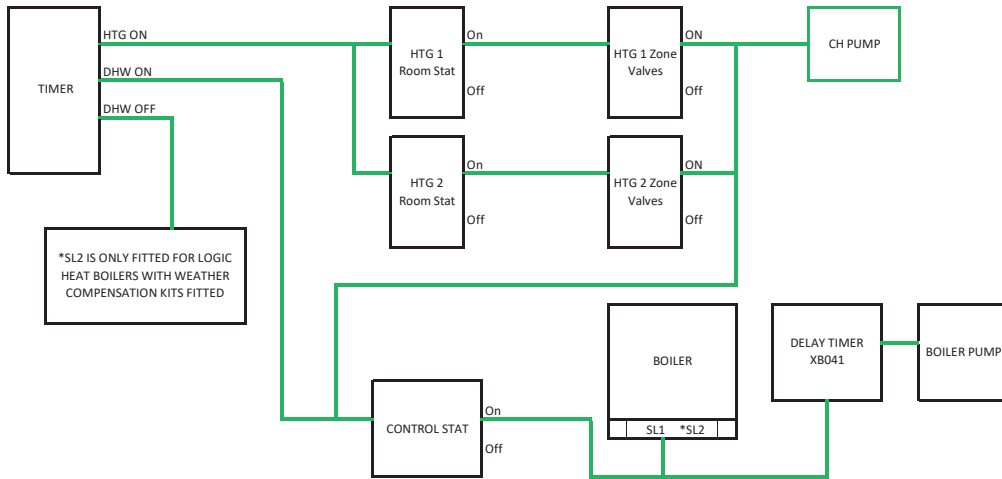 TIMER
HTG ON
DHW ON
DHW OFF
HTG 1
Room Stat
On
Off
HTG 1 Zone
Valves
ON
Off
CH PUMP
HTG 2
Room Stat
On
Off
HTG 2 Zone
Valves
ON
Off
*SL2 IS ONLY FITTED FOR LOGIC
HEAT BOILERS WITH WEATHER
COMPENSATION KITS FITTED
CONTROL STAT
On
Off
BOILER
SL1 *SL2
DELAY TIMER
XB041
BOILER PUMP